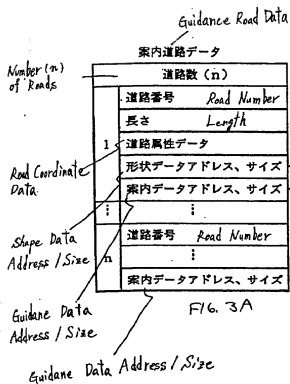 Guidance Road Data
案内道路データ
Number (n)
of Roads
道路数 (n)
道路番号 Road Number
長さ Length
1
道路属性データ
Road Coordinate
Data
形状データアドレス、サイズ
案内データアドレス、サイズ
Shape Data
Address / Size
道路番号 Road Number
n
案内データアドレス、サイズ
Guidane Data
Address / Size
FIG. 3A
Guidane Data Address / Size